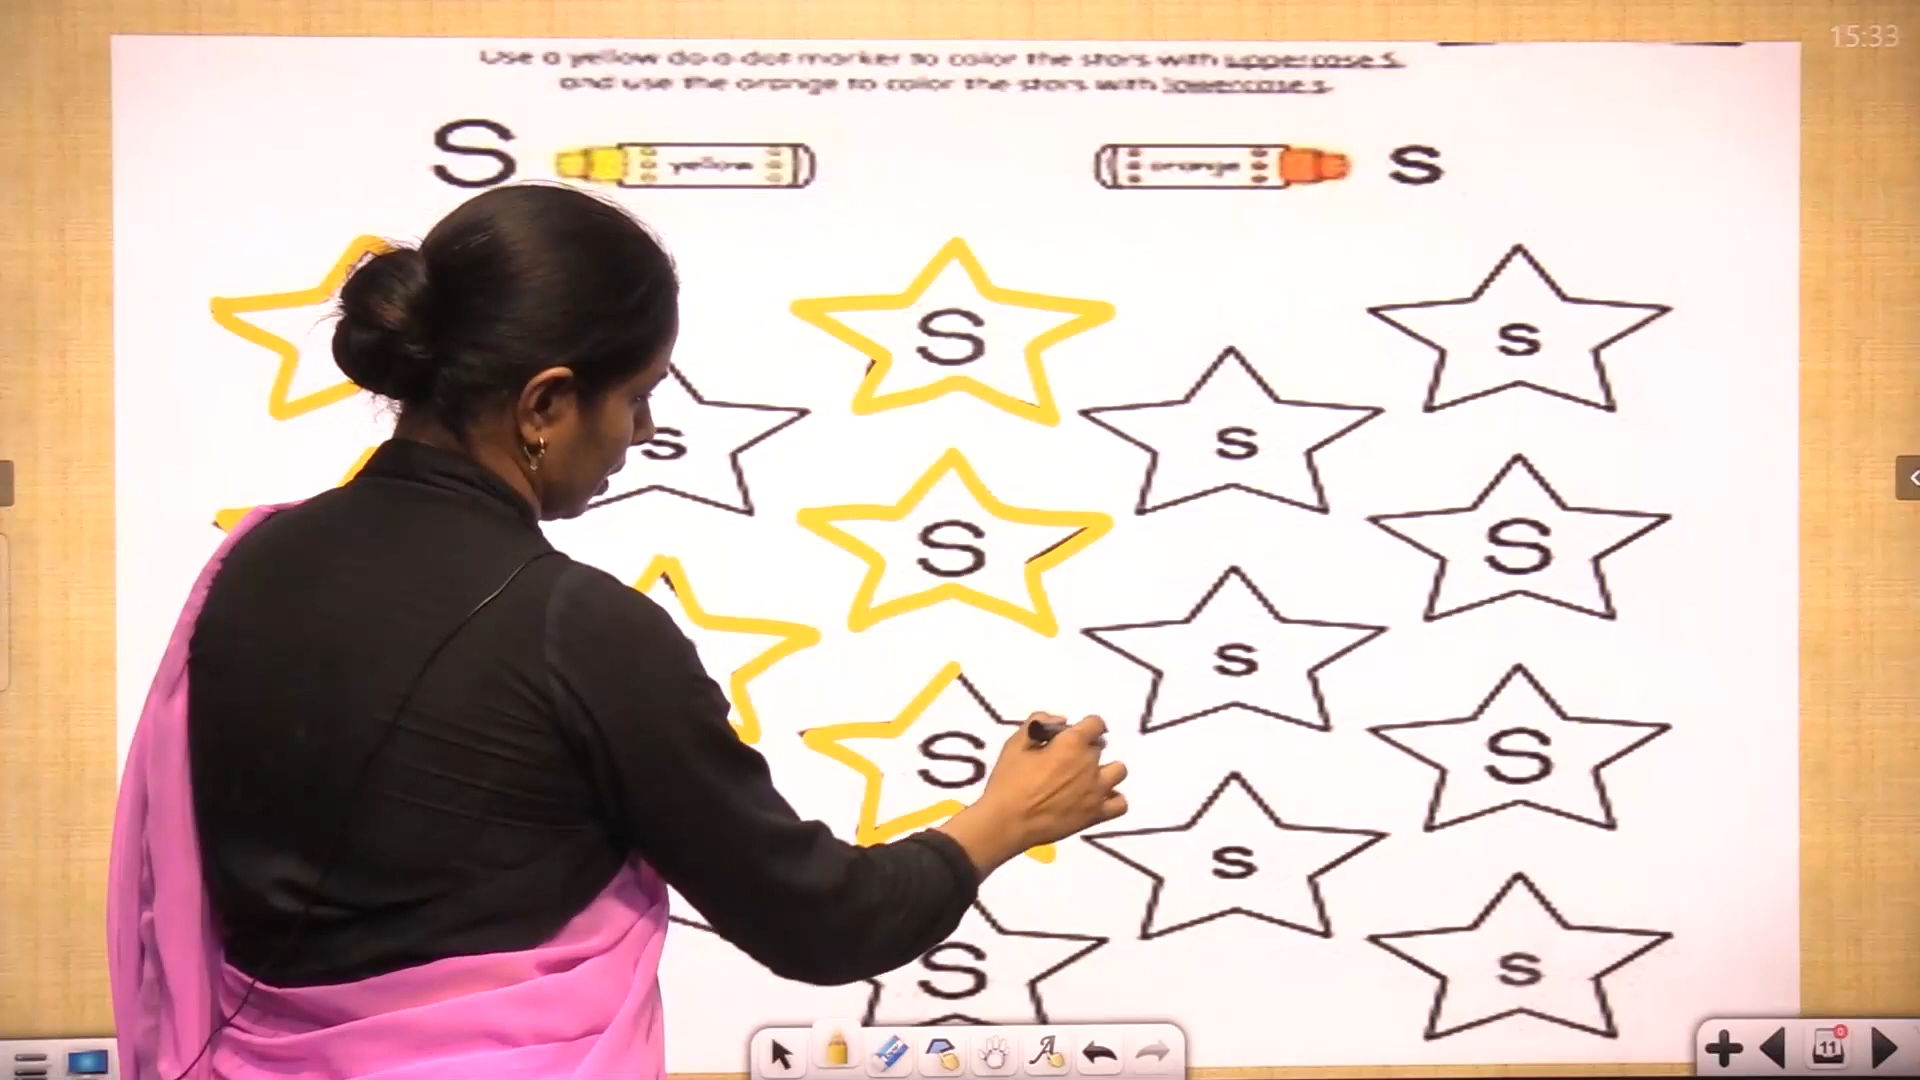 15:33
Use a yellow do-a-dot marker to color the stars with uppercase S.
and use the orange to color the stars with lowercase s.
S yellow orange s
S s
s s
S S
s
S S
s
S s
11